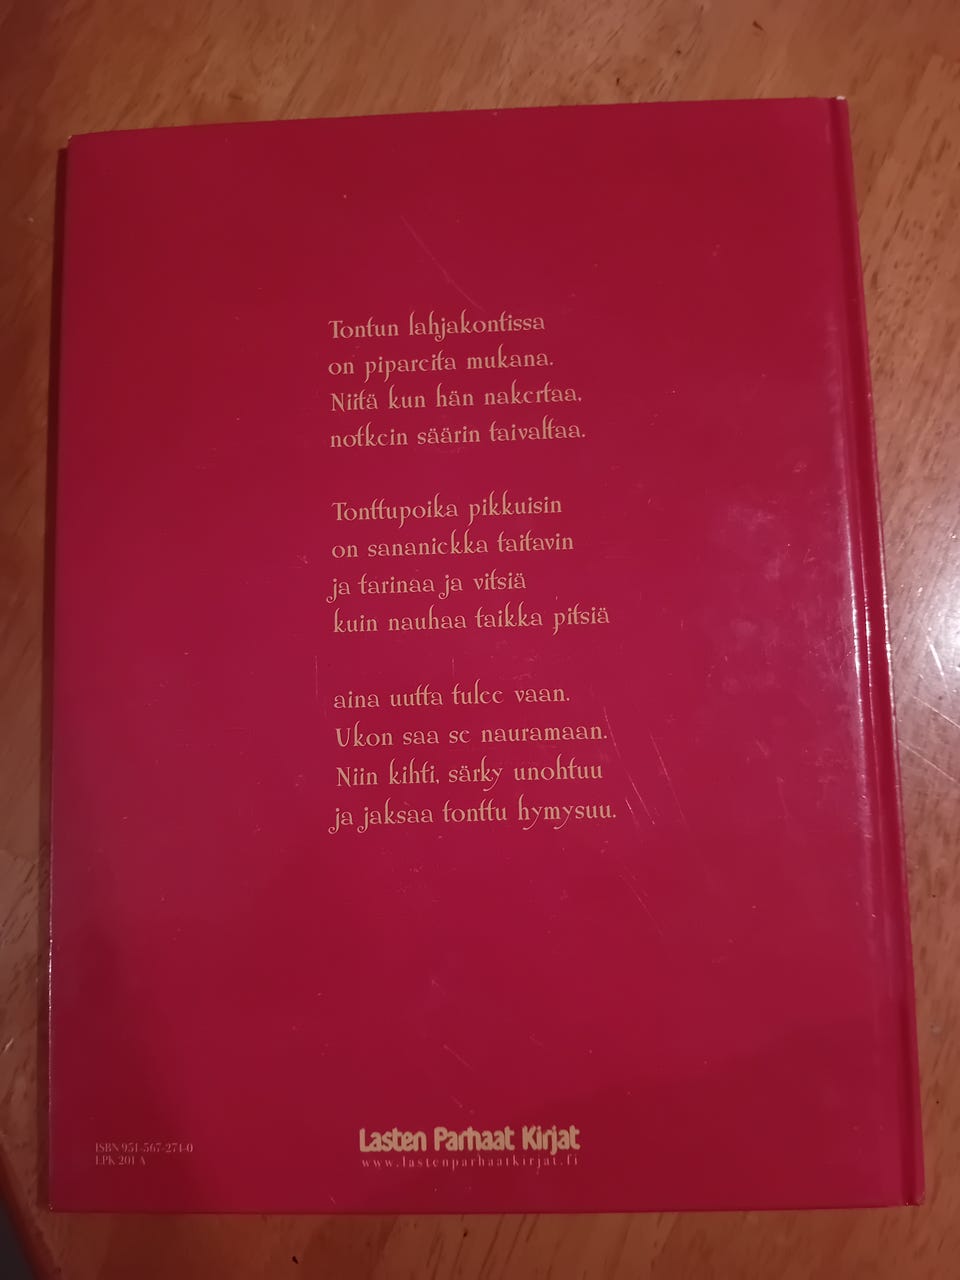 Tontun lahjakontissa
on pipareita mukana.
Niitä kun hän nakertaa,
notkein säärin taivaltaa.
Tonttupoika pikkuisin
on sananiekka taitavin
ja tarinaa ja vitsiä
kuin nauhaa taikka pitsiä
aina uutta tulee vaan.
Ukon saa se nauramaan.
Niin kihti, särky unohtuu
ja jaksaa tonttu hymysuu.
ISBN 951-567-274-0
LPK 201 A
Lasten Parhaat Kirjat
www.lastenparhaatkirjat.fi